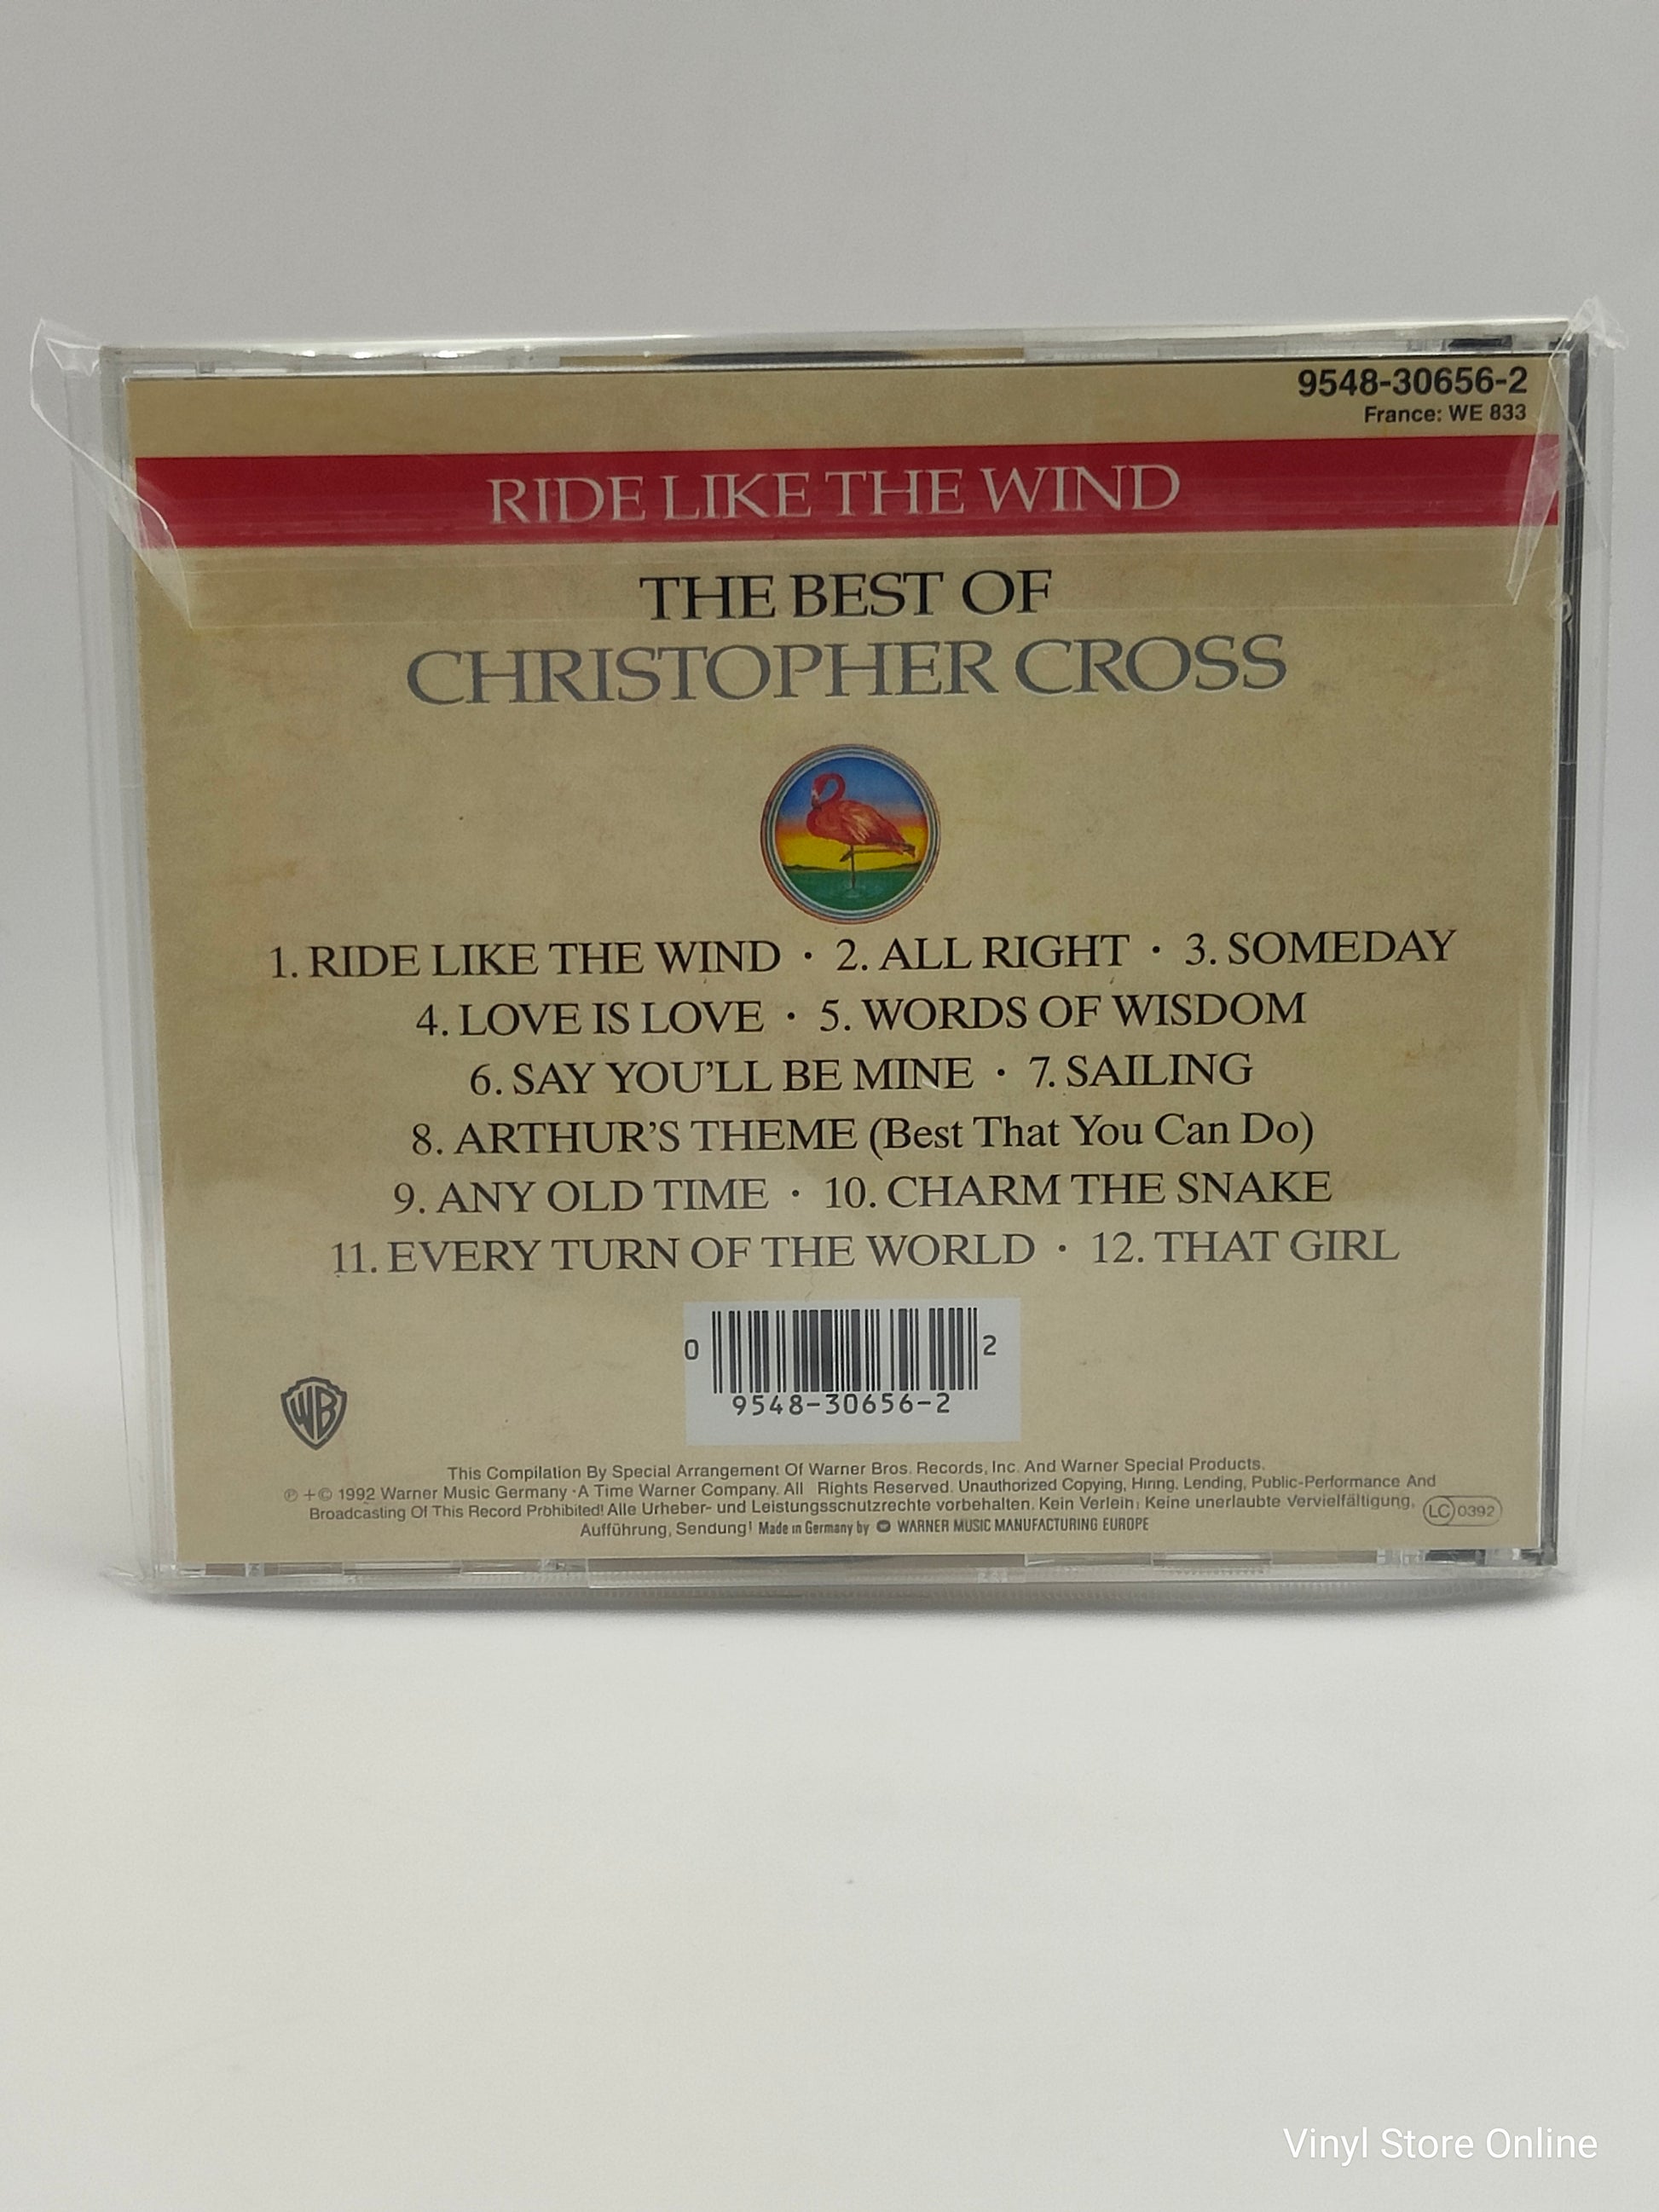 9548-30656-2
France: WE 833
RIDE LIKE THE WIND
THE BEST OF
CHRISTOPHER CROSS
1. RIDE LIKE THE WIND · 2. ALL RIGHT · 3. SOMEDAY
4. LOVE IS LOVE · 5. WORDS OF WISDOM
6. SAY YOU'LL BE MINE · 7. SAILING
8. ARTHUR'S THEME (Best That You Can Do)
9. ANY OLD TIME · 10. CHARM THE SNAKE
11. EVERY TURN OF THE WORLD · 12. THAT GIRL
0 2
9548-30656-2
WB
This Compilation By Special Arrangement Of Warner Bros. Records, Inc. And Warner Special Products.
℗ + © 1992 Warner Music Germany · A Time Warner Company. All Rights Reserved. Unauthorized Copying, Hiring, Lending, Public-Performance And
Broadcasting Of This Record Prohibited! Alle Urheber- und Leistungsschutzrechte vorbehalten. Kein Verleih! Keine unerlaubte Vervielfältigung,
LC 0392
Aufführung, Sendung! Made in Germany by WARNER MUSIC MANUFACTURING EUROPE
Vinyl Store Online